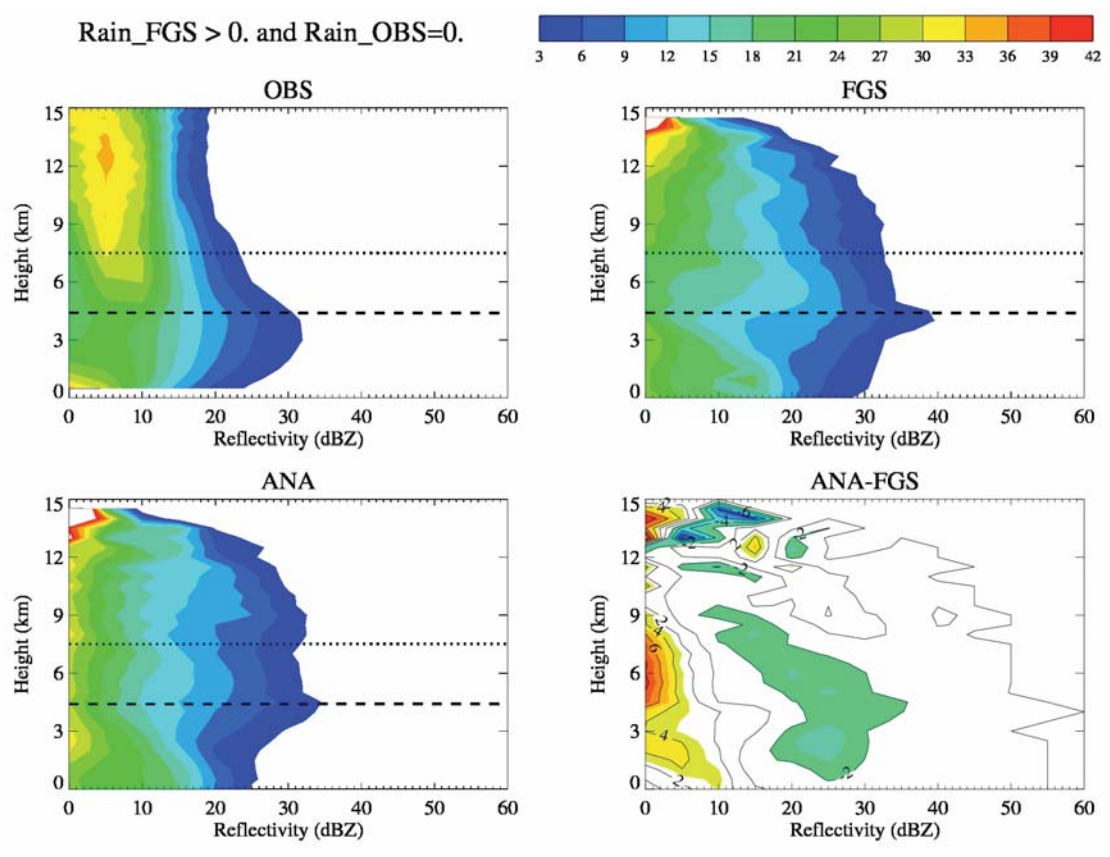 Rain_FGS > 0. and Rain_OBS=0.
3 6 9 12 15 18 21 24 27 30 33 36 39 42
OBS
15
12
9
6
3
0
Height (km)
0 10 20 30 40 50 60
Reflectivity (dBZ)
FGS
15
12
9
6
3
0
Height (km)
0 10 20 30 40 50 60
Reflectivity (dBZ)
ANA
15
12
9
6
3
0
Height (km)
0 10 20 30 40 50 60
Reflectivity (dBZ)
ANA-FGS
15
12
9
6
3
0
Height (km)
0 10 20 30 40 50 60
Reflectivity (dBZ)